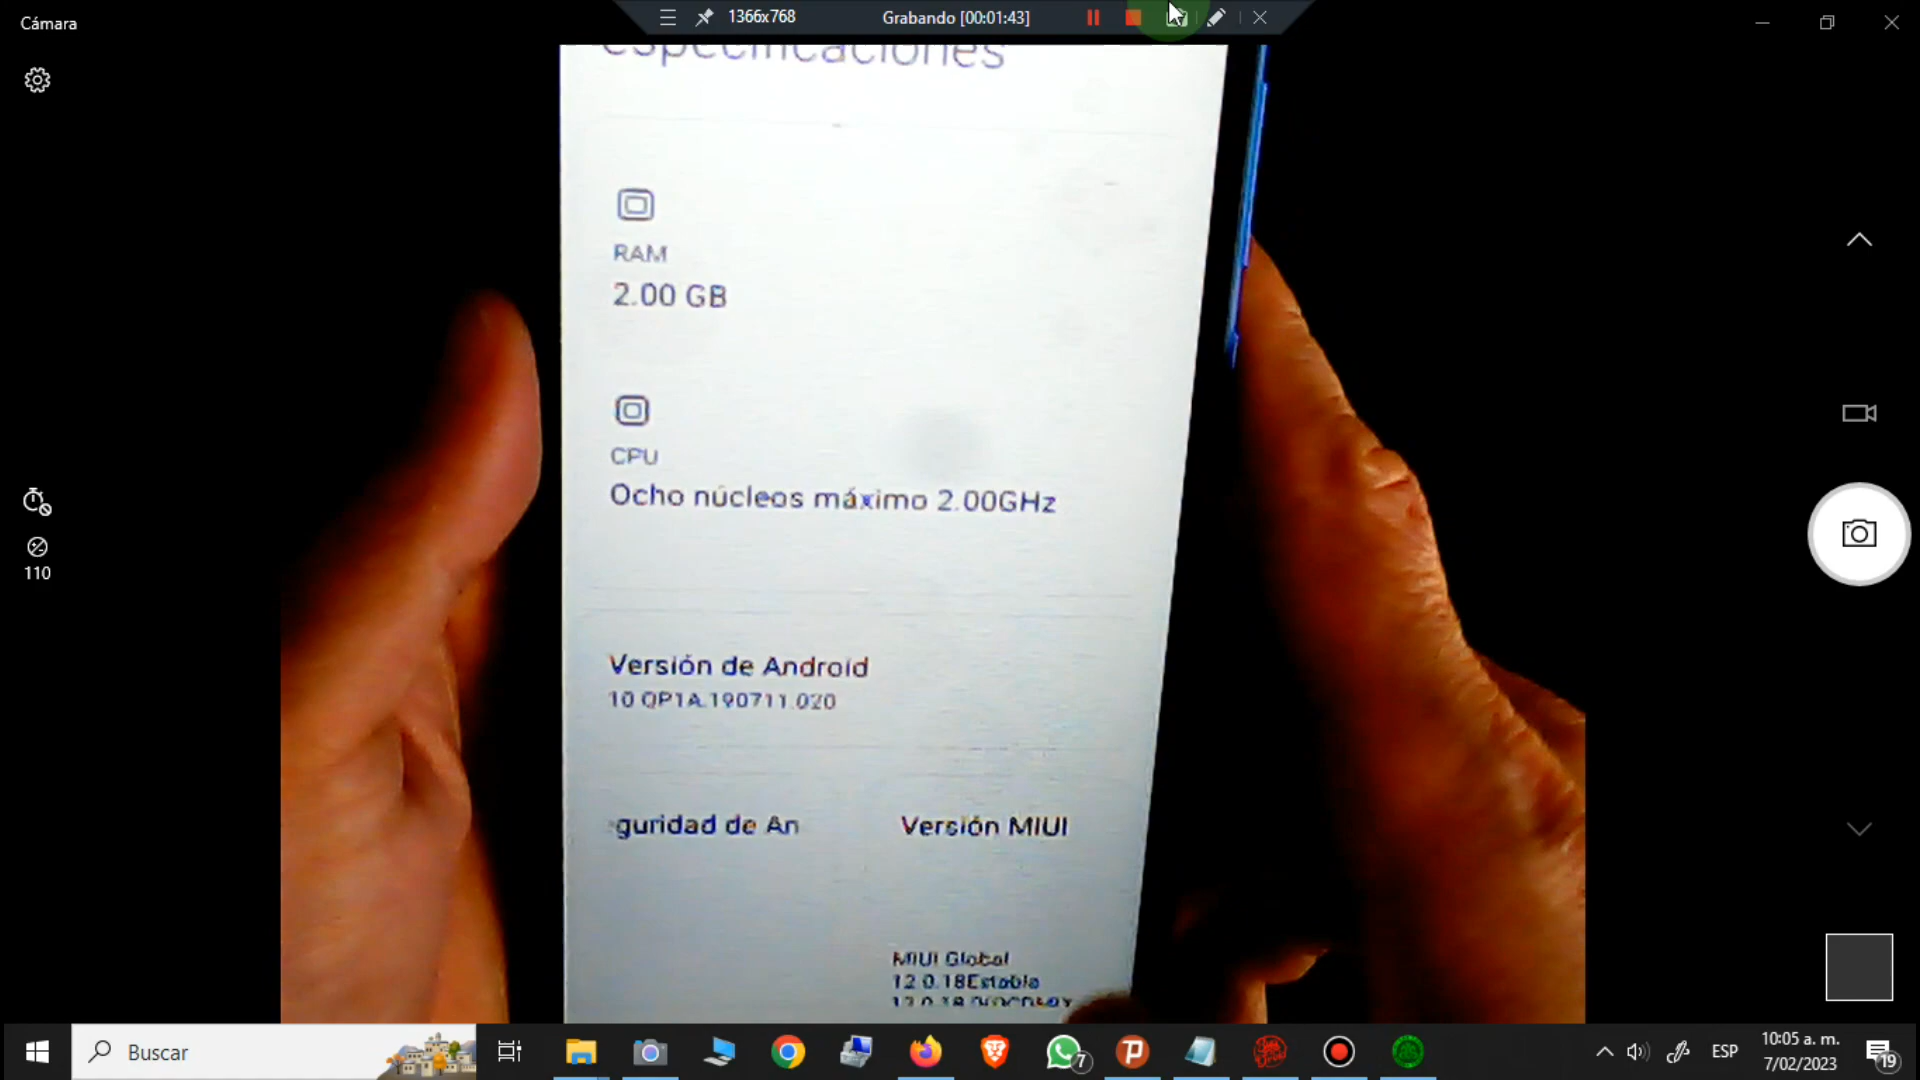 Cámara
1366x768
Grabando [00:01:43]
especificaciones
RAM
2.00 GB
CPU
Ocho núcleos máximo 2.00GHz
110
Versión de Android
10 QP1A.190711.020
guridad de An
Versión MIUI
MIUI Global
12.0.18Estable
Buscar
7
ESP
10:05 a. m.
7/02/2023
19